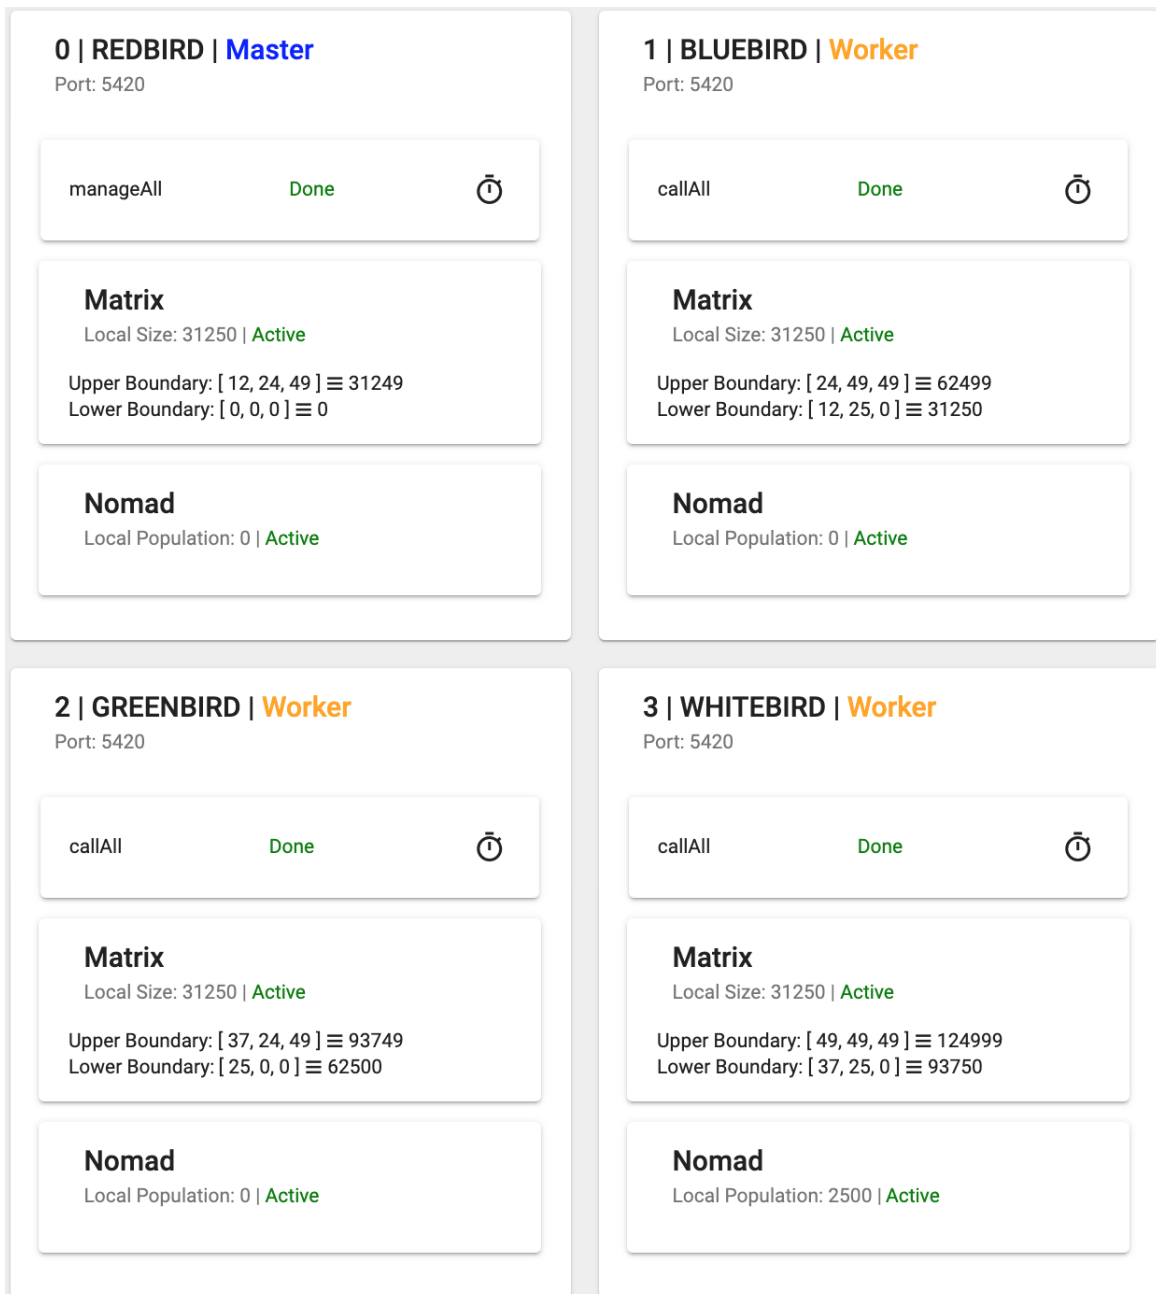 0 | REDBIRD | Master
Port: 5420
manageAll Done
Matrix
Local Size: 31250 | Active
Upper Boundary: [ 12, 24, 49 ] ≡ 31249
Lower Boundary: [ 0, 0, 0 ] ≡ 0
Nomad
Local Population: 0 | Active
1 | BLUEBIRD | Worker
Port: 5420
callAll Done
Matrix
Local Size: 31250 | Active
Upper Boundary: [ 24, 49, 49 ] ≡ 62499
Lower Boundary: [ 12, 25, 0 ] ≡ 31250
Nomad
Local Population: 0 | Active
2 | GREENBIRD | Worker
Port: 5420
callAll Done
Matrix
Local Size: 31250 | Active
Upper Boundary: [ 37, 24, 49 ] ≡ 93749
Lower Boundary: [ 25, 0, 0 ] ≡ 62500
Nomad
Local Population: 0 | Active
3 | WHITEBIRD | Worker
Port: 5420
callAll Done
Matrix
Local Size: 31250 | Active
Upper Boundary: [ 49, 49, 49 ] ≡ 124999
Lower Boundary: [ 37, 25, 0 ] ≡ 93750
Nomad
Local Population: 2500 | Active